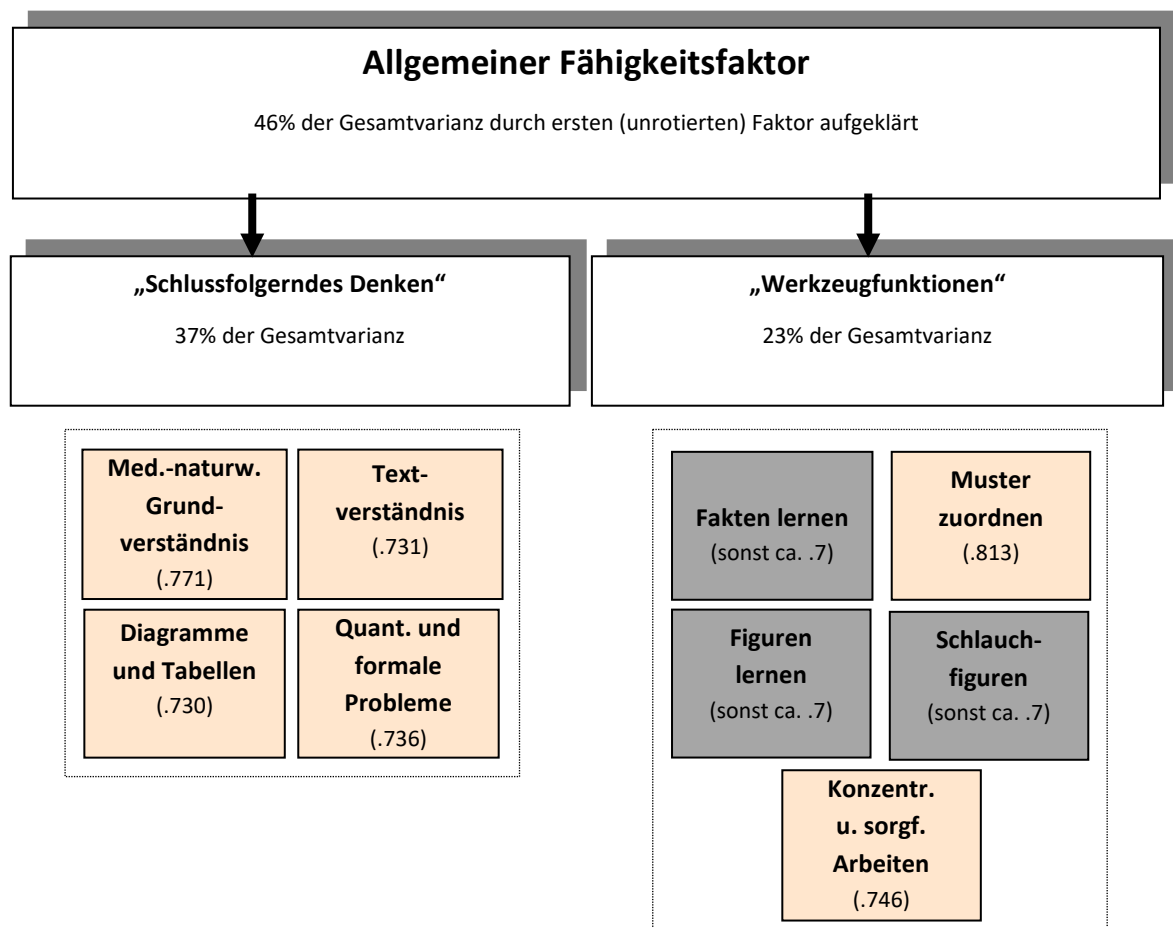 Allgemeiner Fähigkeitsfaktor
46% der Gesamtvarianz durch ersten (unrotierten) Faktor aufgeklärt
„Schlussfolgerndes Denken“
37% der Gesamtvarianz
„Werkzeugfunktionen“
23% der Gesamtvarianz
Med.-naturw.
Grund-
verständnis
(.771)
Text-
verständnis
(.731)
Diagramme
und Tabellen
(.730)
Quant. und
formale
Probleme
(.736)
Fakten lernen
(sonst ca. .7)
Muster
zuordnen
(.813)
Figuren
lernen
(sonst ca. .7)
Schlauch-
figuren
(sonst ca. .7)
Konzentr.
u. sorgf.
Arbeiten
(.746)